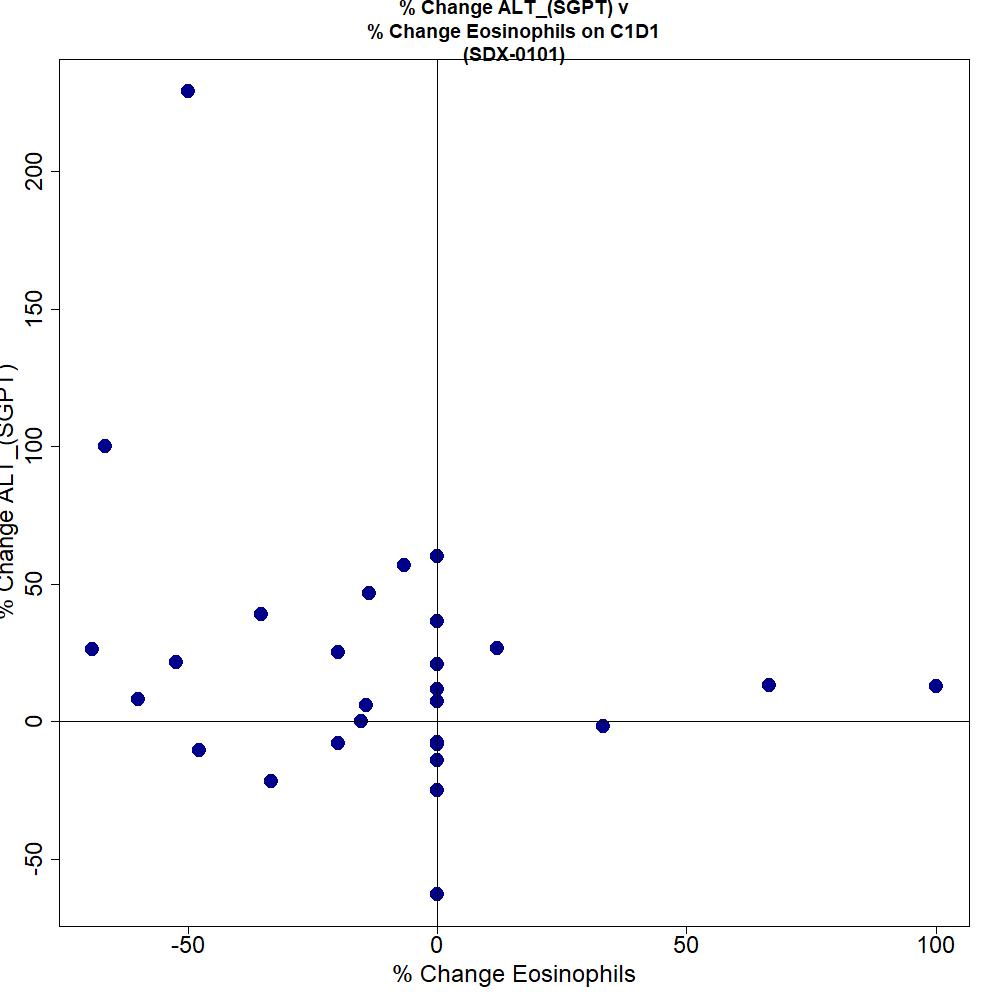 % Change ALT_(SGPT) v
% Change Eosinophils on C1D1
(SDX-0101)
200
150
100
50
0
-50
% Change ALT_(SGPT)
-50
0
50
100
% Change Eosinophils